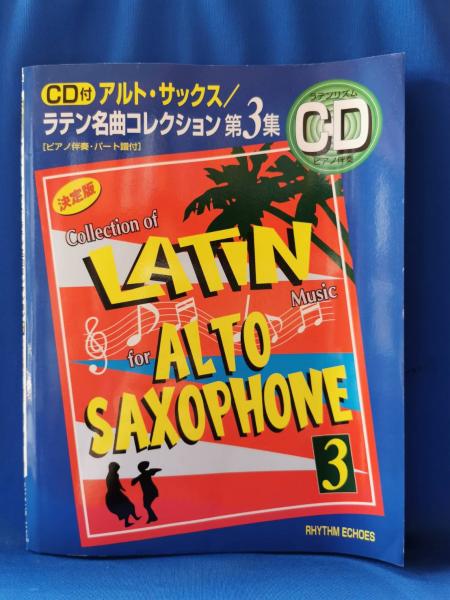 CD付 アルト・サックス／
ラテン名曲コレクション 第3集
［ピアノ伴奏・パート譜付］
ラテンリズム
CD
ピアノ伴奏
決定版
Collection of
LATIN
Music
for ALTO
SAXOPHONE
3
RHYTHM ECHOES